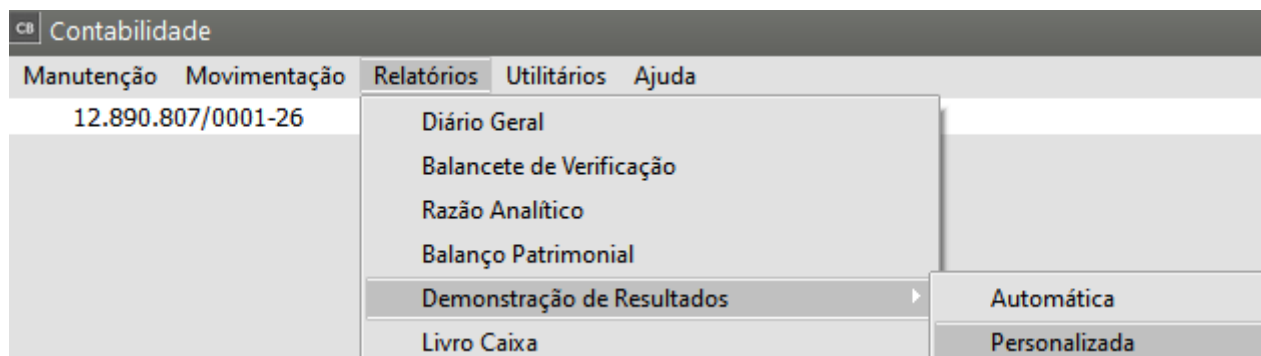 CB Contabilidade
Manutenção Movimentação Relatórios Utilitários Ajuda
12.890.807/0001-26
Diário Geral
Balancete de Verificação
Razão Analítico
Balanço Patrimonial
Demonstração de Resultados
Automática
Livro Caixa
Personalizada